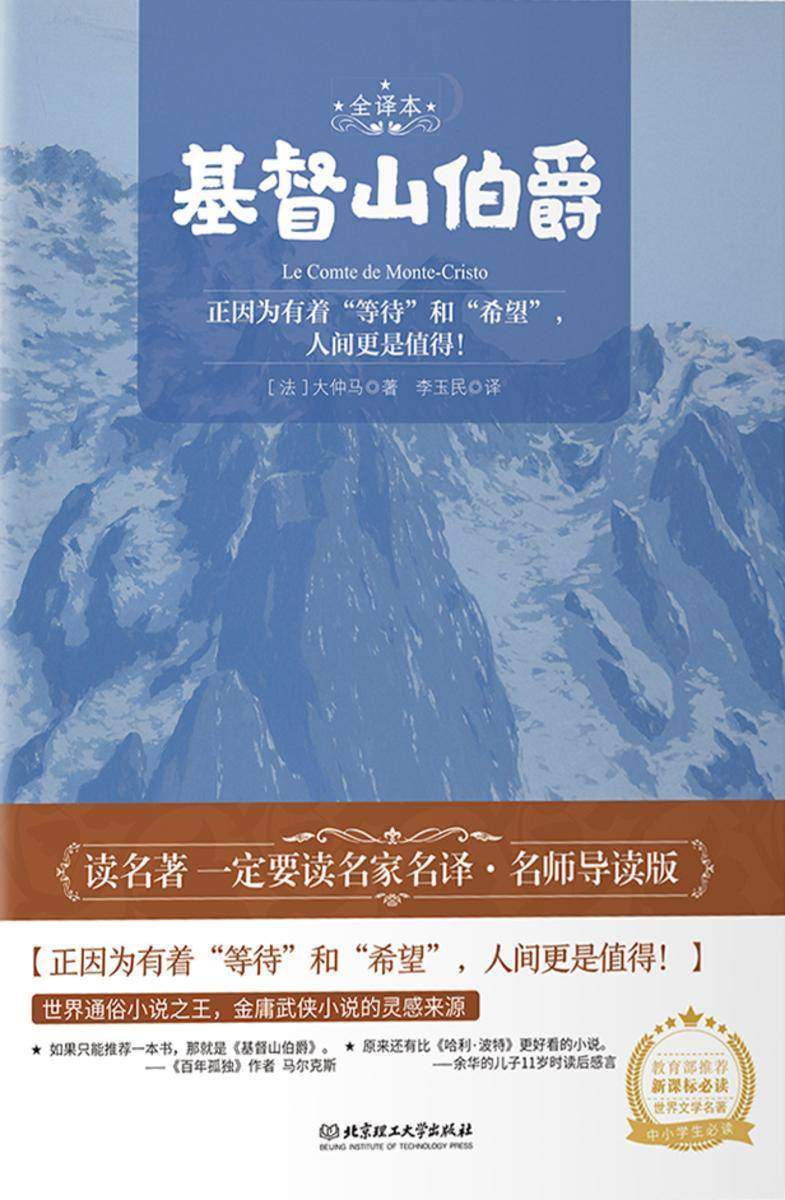 全译本
基督山伯爵
Le Comte de Monte-Cristo
正因为有着“等待”和“希望”，
人间更是值得！
［法］大仲马◎著 李玉民◎译
读名著 一定要读名家名译·名师导读版
【正因为有着“等待”和“希望”，人间更是值得！】
世界通俗小说之王，金庸武侠小说的灵感来源
★ 如果只能推荐一本书，那就是《基督山伯爵》。
——《百年孤独》作者 马尔克斯
★ 原来还有比《哈利·波特》更好看的小说。
——余华的儿子11岁时读后感言
教育部推荐
新课标必读
世界文学名著
中小学生必读
北京理工大学出版社
BEIJING INSTITUTE OF TECHNOLOGY PRESS